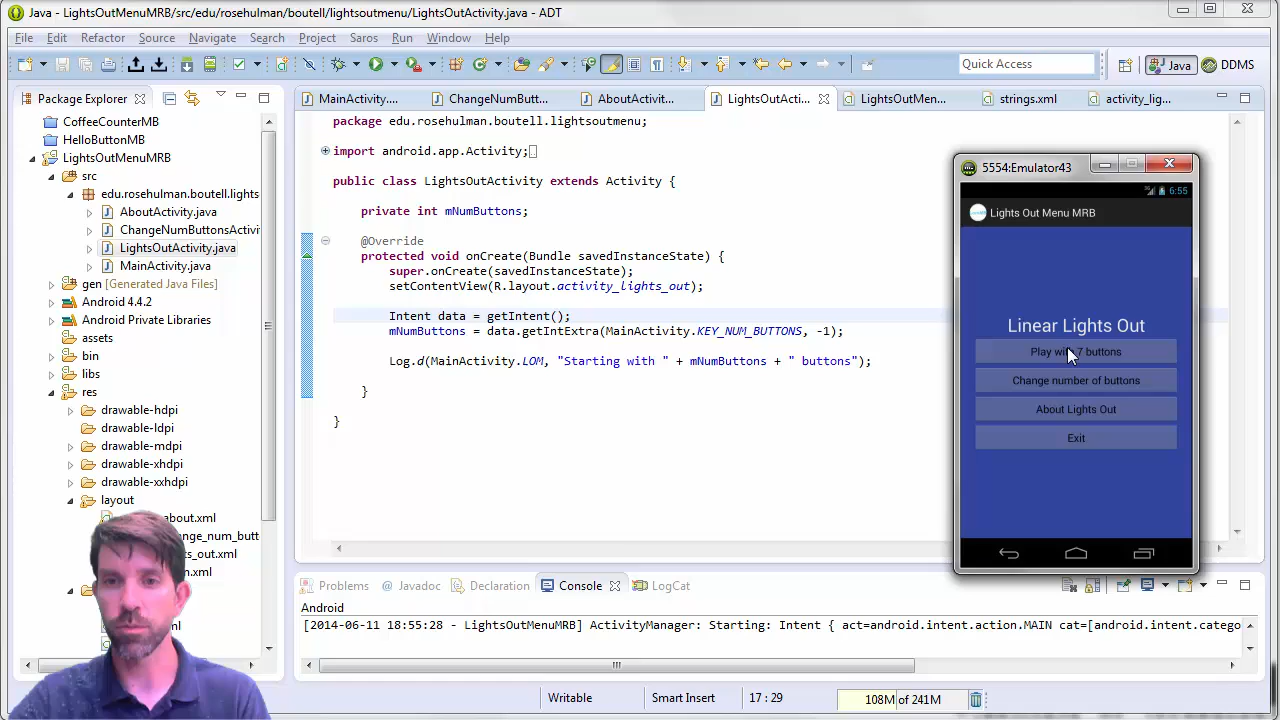 Java - LightsOutMenuMRB/src/edu/rosehulman/boutell/lightsoutmenu/LightsOutActivity.java - ADT
File Edit Refactor Source Navigate Search Project Saros Run Window Help
Quick Access
Java
DDMS
Package Explorer
CoffeeCounterMB
HelloButtonMB
LightsOutMenuMRB
src
edu.rosehulman.boutell.lights
AboutActivity.java
ChangeNumButtonsActivi
LightsOutActivity.java
MainActivity.java
gen [Generated Java Files]
Android 4.4.2
Android Private Libraries
assets
bin
libs
res
drawable-hdpi
drawable-ldpi
drawable-mdpi
drawable-xhdpi
drawable-xxhdpi
layout
about.xml
nge_num_butt
ts_out.xml
MainActivity....
ChangeNumButt...
AboutActivit...
LightsOutActi...
LightsOutMen...
strings.xml
activity_lig...
package edu.rosehulman.boutell.lightsoutmenu;
import android.app.Activity;
public class LightsOutActivity extends Activity {
private int mNumButtons;
@Override
protected void onCreate(Bundle savedInstanceState) {
super.onCreate(savedInstanceState);
setContentView(R.layout.activity_lights_out);
Intent data = getIntent();
mNumButtons = data.getIntExtra(MainActivity.KEY_NUM_BUTTONS, -1);
Log.d(MainActivity.LOM, "Starting with " + mNumButtons + " buttons");
}
}
5554:Emulator43
6:55
Lights Out Menu MRB
Linear Lights Out
Play with 7 buttons
Change number of buttons
About Lights Out
Exit
Problems
Javadoc
Declaration
Console
LogCat
Android
[2014-06-11 18:55:28 - LightsOutMenuMRB] ActivityManager: Starting: Intent { act=android.intent.action.MAIN cat=[android.intent.catego
Writable
Smart Insert
17 : 29
108M of 241M